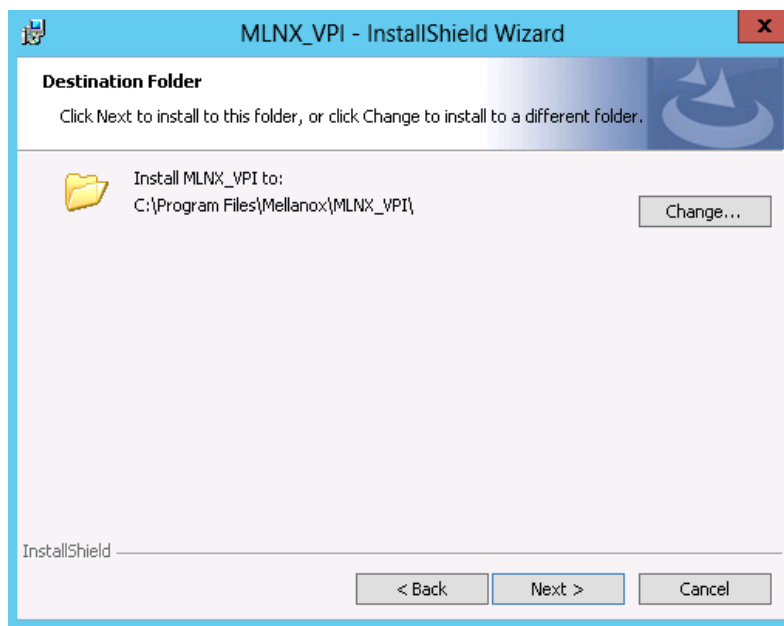 MLNX_VPI - InstallShield Wizard
x
Destination Folder
Click Next to install to this folder, or click Change to install to a different folder.
Install MLNX_VPI to:
C:\Program Files\Mellanox\MLNX_VPI\
Change...
InstallShield
< Back
Next >
Cancel